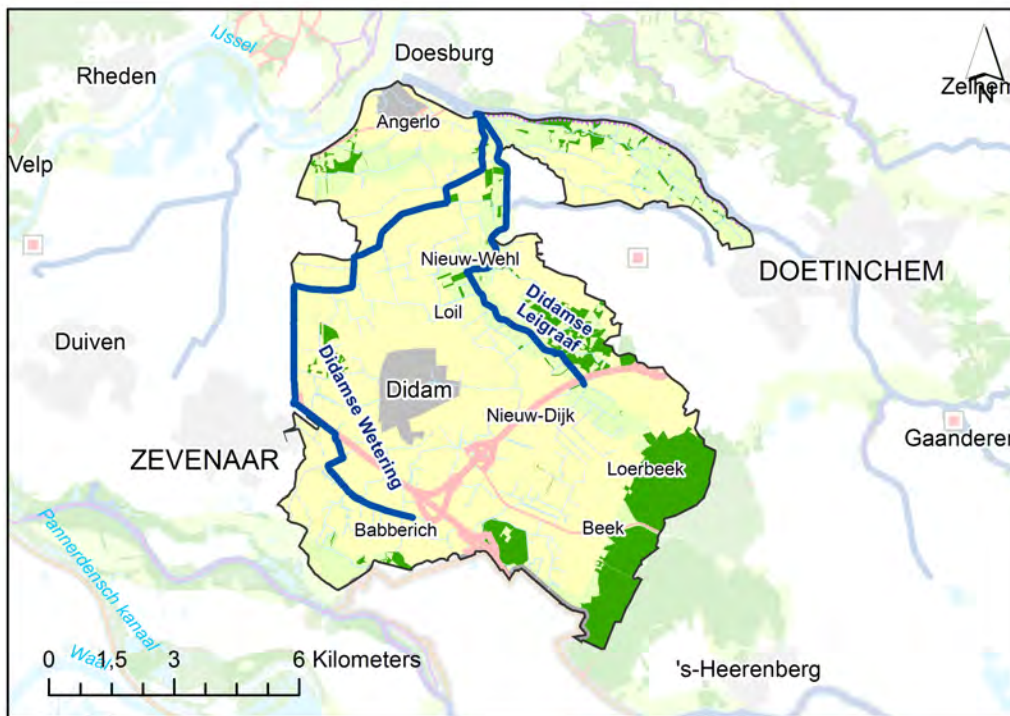 IJssel
Doesburg
Rheden
Zelhem
N
Angerlo
Velp
Nieuw-Wehl
DOETINCHEM
Didamse
Leigraaf
Loil
Duiven
Didamse Wetering
Didam
Nieuw-Dijk
Gaanderen
ZEVENAAR
Loerbeek
Babberich
Beek
Pannerdensch kanaal
Waal
0 1,5 3 6 Kilometers
's-Heerenberg